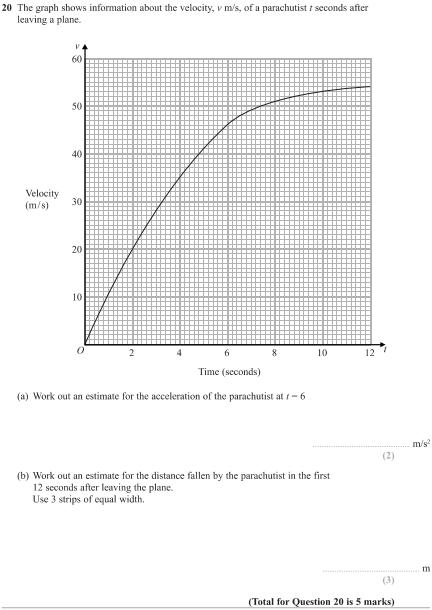 20 The graph shows information about the velocity, v m/s, of a parachutist t seconds after
leaving a plane.
v
60
50
40
Velocity
(m/s)
30
20
10
O
2 4 6 8 10 12 t
Time (seconds)
(a) Work out an estimate for the acceleration of the parachutist at t = 6
m/s²
(2)
(b) Work out an estimate for the distance fallen by the parachutist in the first
12 seconds after leaving the plane.
Use 3 strips of equal width.
m
(3)
(Total for Question 20 is 5 marks)